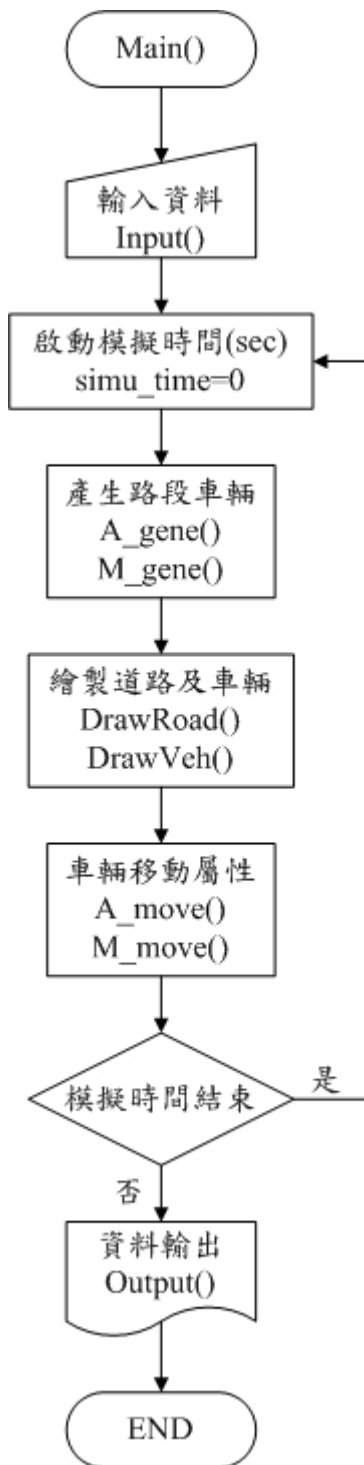 Main()
輸入資料
Input()
啟動模擬時間(sec)
simu_time=0
產生路段車輛
A_gene()
M_gene()
繪製道路及車輛
DrawRoad()
DrawVeh()
車輛移動屬性
A_move()
M_move()
模擬時間結束
是
否
資料輸出
Output()
END